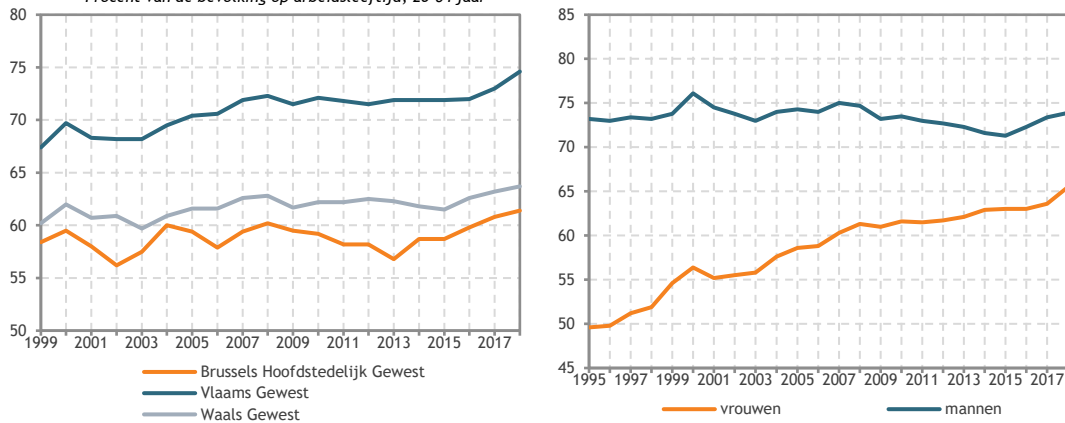 Procent van de bevolking op arbeidsleeftijd, 20-64 jaar
80
75
70
65
60
55
50
1999 2001 2003 2005 2007 2009 2011 2013 2015 2017
Brussels Hoofdstedelijk Gewest
Vlaams Gewest
Waals Gewest
85
80
75
70
65
60
55
50
45
1995 1997 1999 2001 2003 2005 2007 2009 2011 2013 2015 2017
vrouwen mannen